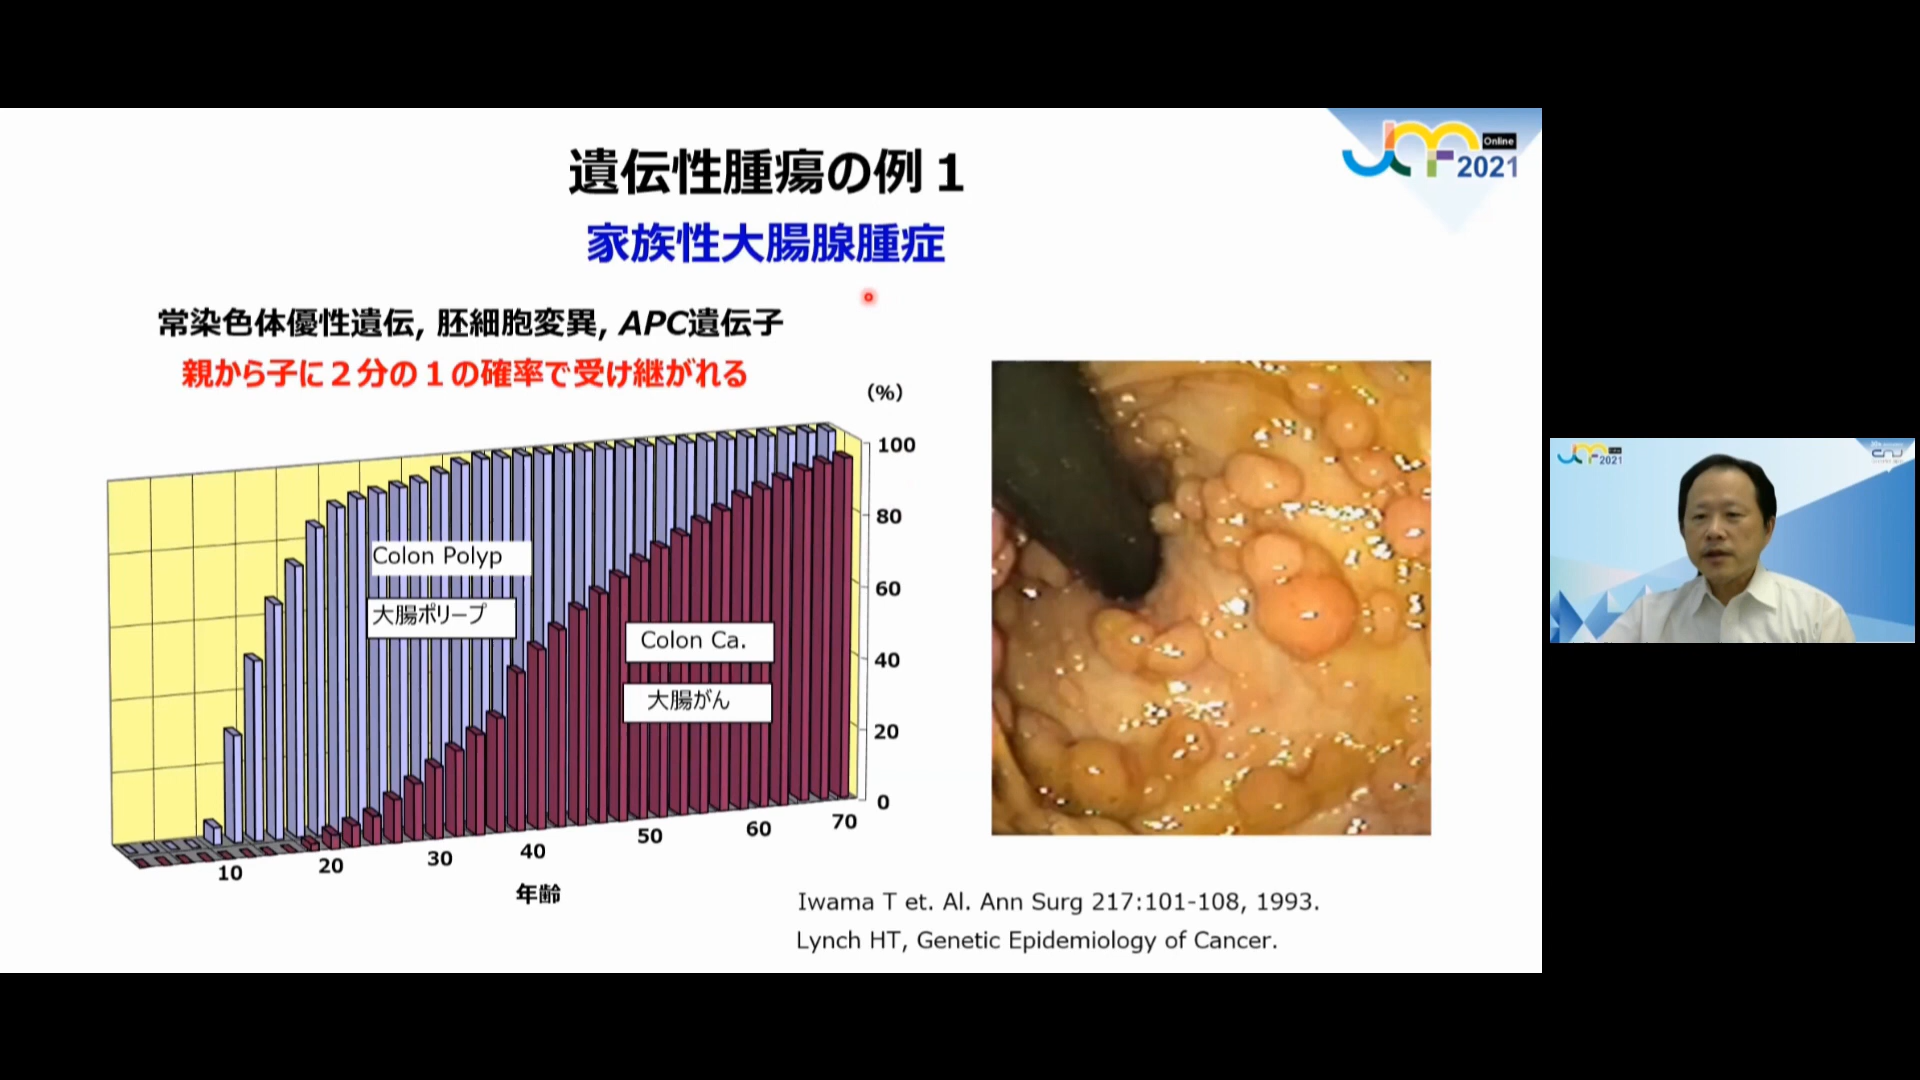 遺伝性腫瘍の例１
家族性大腸腺腫症
Online
2021
常染色体優性遺伝, 胚細胞変異, APC遺伝子
親から子に２分の１の確率で受け継がれる
(%)
100
80
60
40
20
0
Colon Polyp
大腸ポリープ
Colon Ca.
大腸がん
10
20
30
40
50
60
70
年齢
Iwama T et. Al. Ann Surg 217:101-108, 1993.
Lynch HT, Genetic Epidemiology of Cancer.
2021